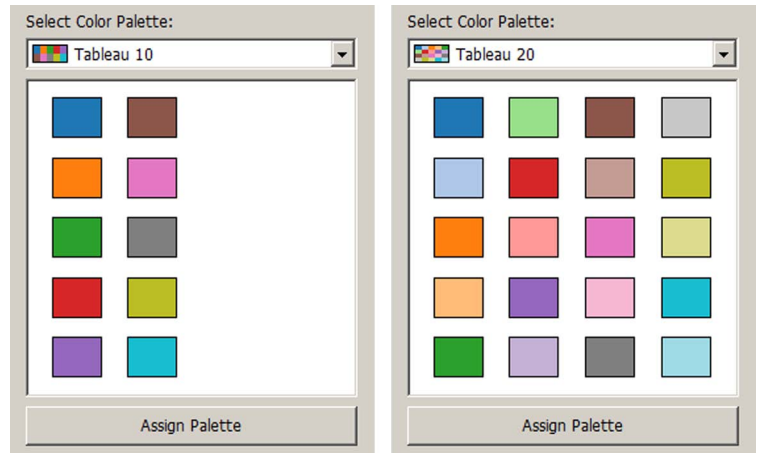 Select Color Palette:
Tableau 10
Assign Palette
Select Color Palette:
Tableau 20
Assign Palette